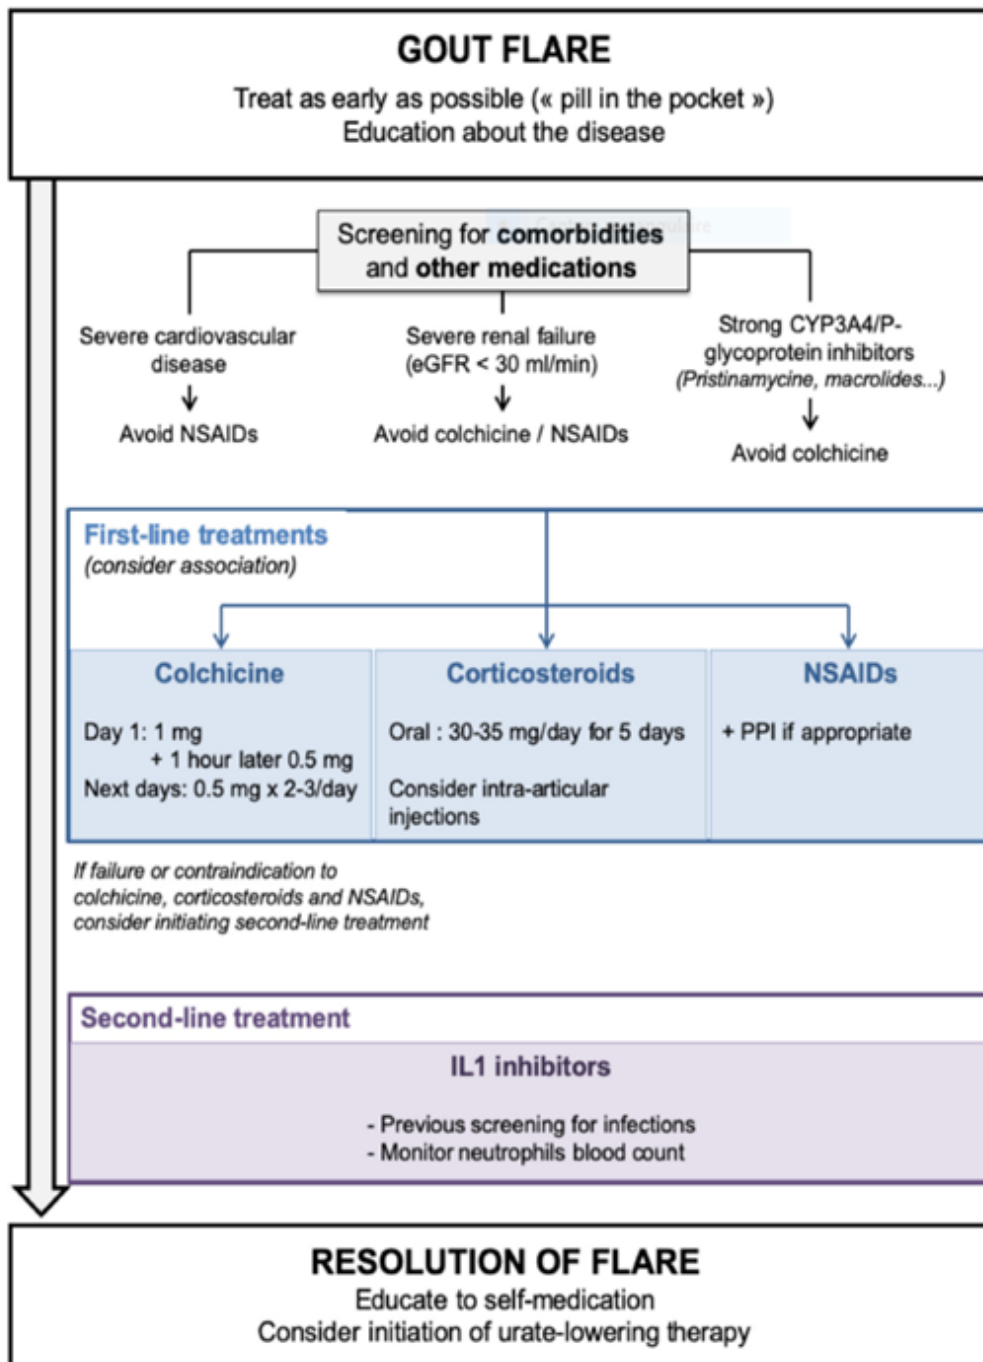 GOUT FLARE
Treat as early as possible (« pill in the pocket »)
Education about the disease
Screening for comorbidities
and other medications
Severe cardiovascular
disease
Avoid NSAIDs
Severe renal failure
(eGFR < 30 ml/min)
Avoid colchicine / NSAIDs
Strong CYP3A4/P-
glycoprotein inhibitors
(Pristinamycine, macrolides...)
Avoid colchicine
First-line treatments
(consider association)
Colchicine
Day 1: 1 mg
+ 1 hour later 0.5 mg
Next days: 0.5 mg x 2-3/day
Corticosteroids
Oral : 30-35 mg/day for 5 days
Consider intra-articular
injections
NSAIDs
+ PPI if appropriate
If failure or contraindication to
colchicine, corticosteroids and NSAIDs,
consider initiating second-line treatment
Second-line treatment
IL1 inhibitors
- Previous screening for infections
- Monitor neutrophils blood count
RESOLUTION OF FLARE
Educate to self-medication
Consider initiation of urate-lowering therapy